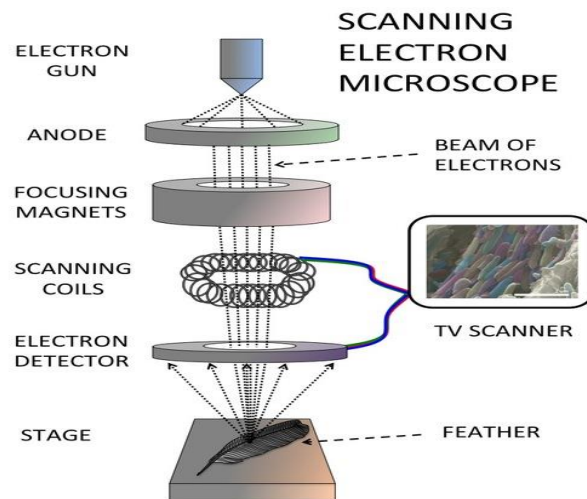 SCANNING
ELECTRON
MICROSCOPE
ELECTRON
GUN
ANODE
BEAM OF
ELECTRONS
FOCUSING
MAGNETS
SCANNING
COILS
TV SCANNER
ELECTRON
DETECTOR
STAGE
FEATHER